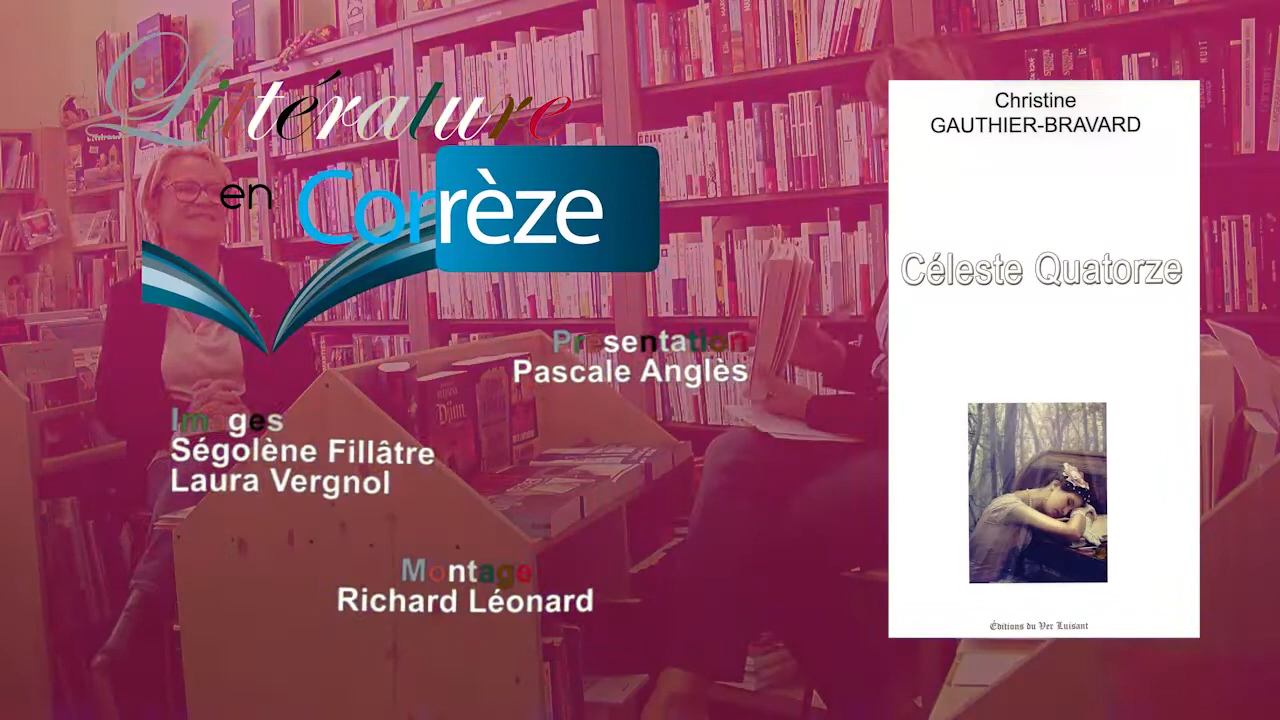 Littérature
en Corrèze
Présentation
Pascale Anglès
Images
Ségolène Fillâtre
Laura Vergnol
Montage
Richard Léonard
Christine
GAUTHIER-BRAVARD
Céleste Quatorze
Éditions du Ver Luisant
Djinn